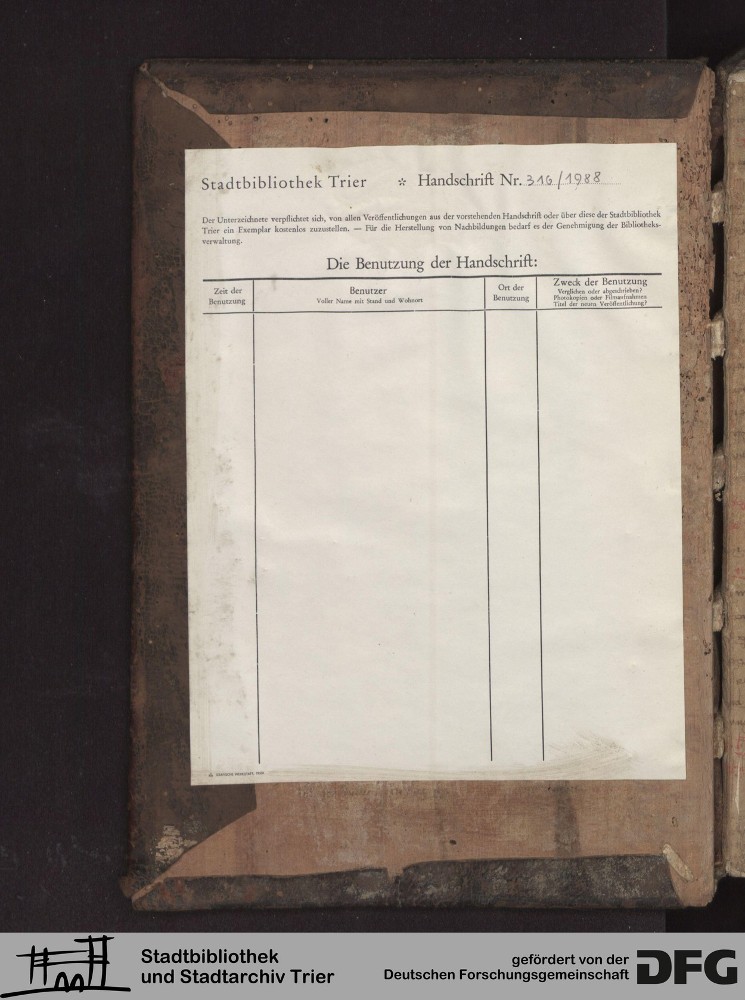 Stadtbibliothek Trier * Handschrift Nr. 316/1988
Der Unterzeichnete verpflichtet sich, von allen Veröffentlichungen aus der vorstehenden Handschrift oder über diese der Stadtbibliothek
Trier ein Exemplar kostenlos zuzustellen. — Für die Herstellung von Nachbildungen bedarf es der Genehmigung der Bibliotheks-
verwaltung.
Die Benutzung der Handschrift:
Zeit der
Benutzung
Benutzer
Voller Name mit Stand und Wohnort
Ort der
Benutzung
Zweck der Benutzung
Verglichen oder abgeschrieben?
Photokopien oder Filmaufnahmen
Titel der neuen Veröffentlichung?
Stadtbibliothek
und Stadtarchiv Trier
gefördert von der
Deutschen Forschungsgemeinschaft
DFG